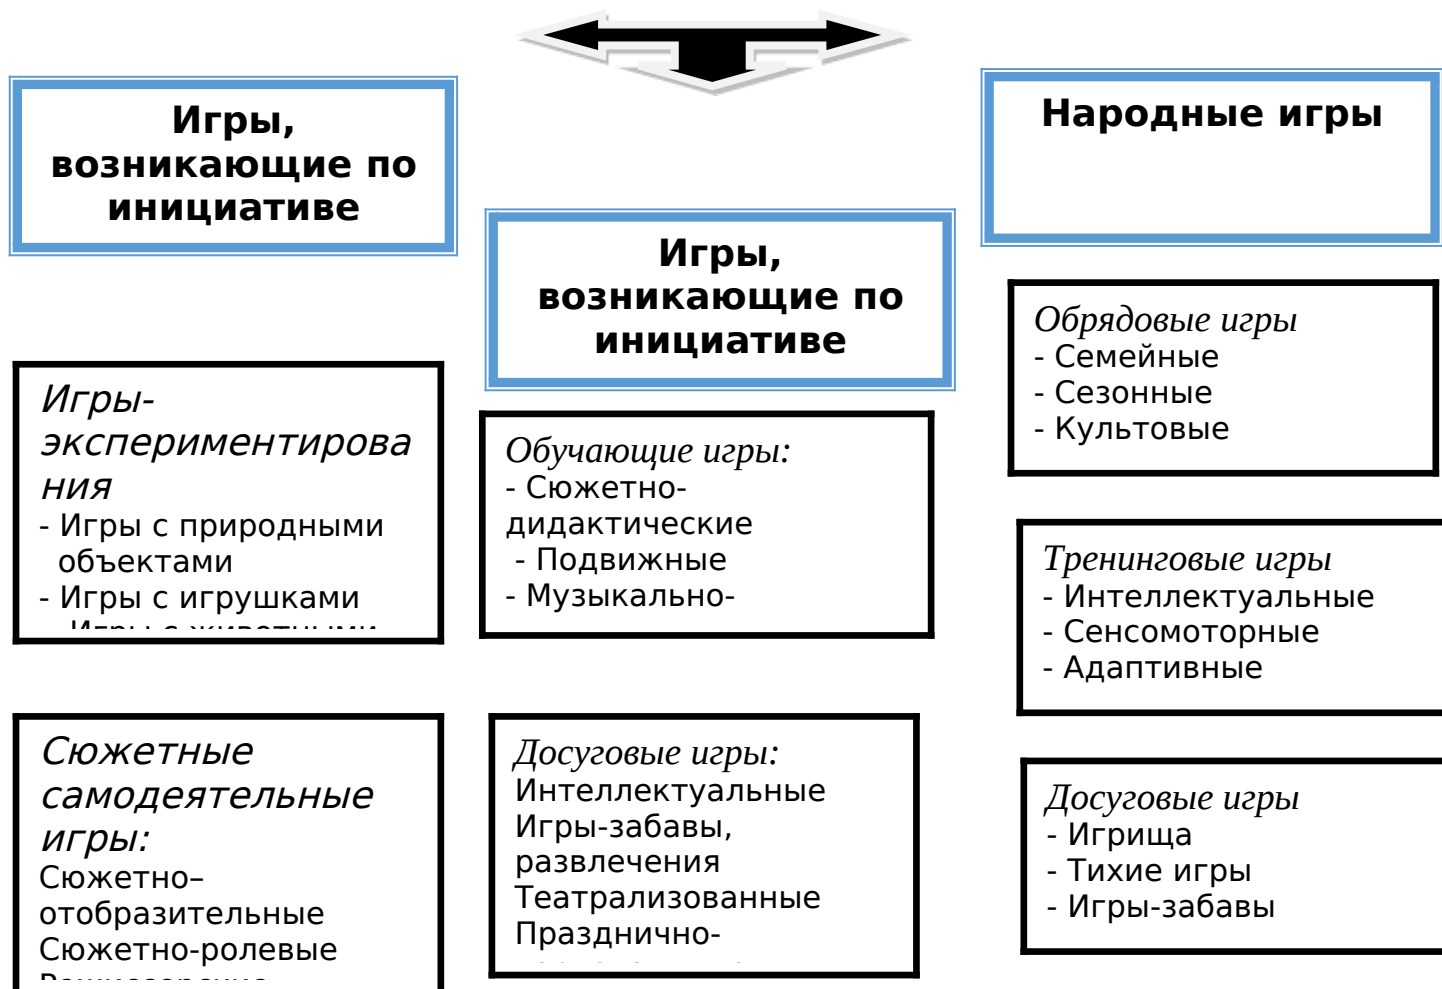 Игры,
возникающие по
инициативе
Игры-
экспериментирова
ния
- Игры с природными
объектами
- Игры с игрушками
Игры с животными
Сюжетные
самодеятельные
игры:
Сюжетно–
отобразительные
Сюжетно-ролевые
Игры,
возникающие по
инициативе
Обучающие игры:
- Сюжетно-
дидактические
- Подвижные
- Музыкально-
Досуговые игры:
Интеллектуальные
Игры-забавы,
развлечения
Театрализованные
Празднично-
Народные игры
Обрядовые игры
- Семейные
- Сезонные
- Культовые
Тренинговые игры
- Интеллектуальные
- Сенсомоторные
- Адаптивные
Досуговые игры
- Игрища
- Тихие игры
- Игры-забавы